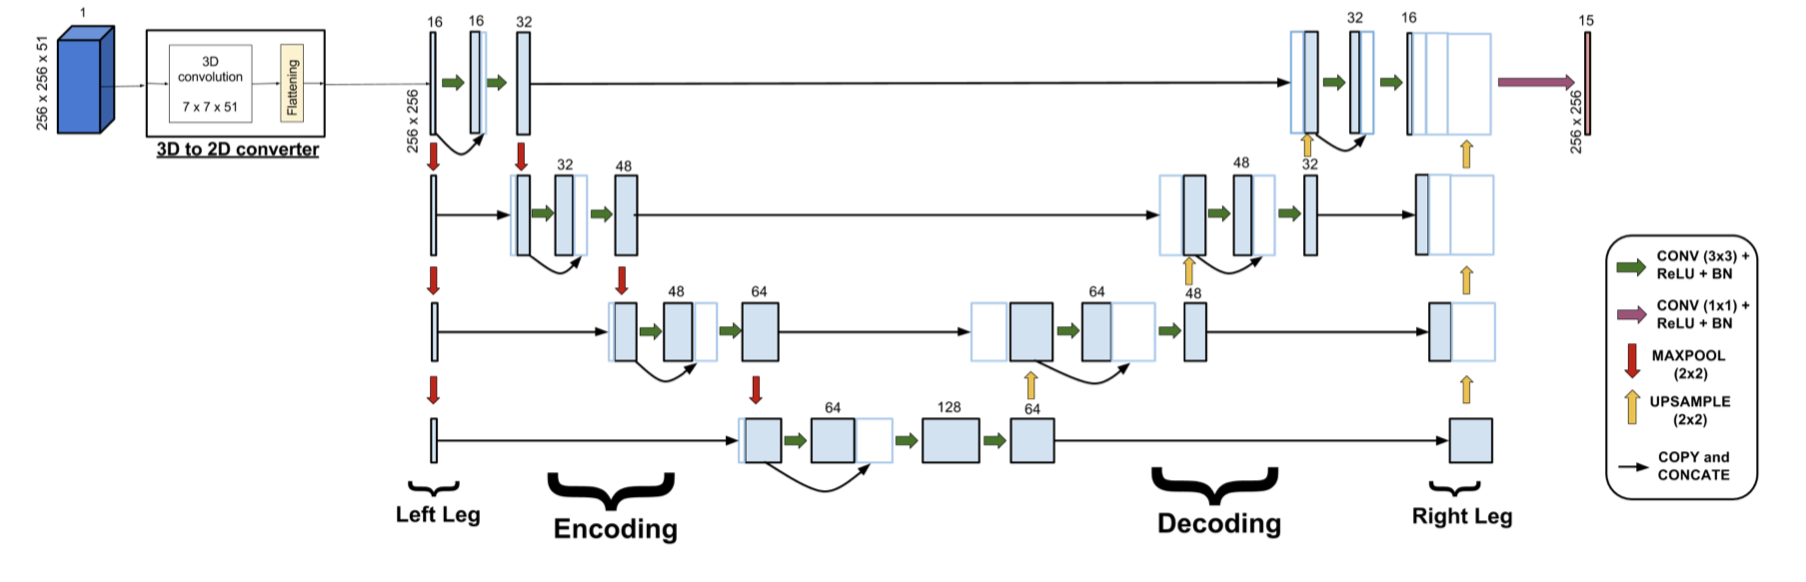 1
256 x 256 x 51
3D
convolution
7 x 7 x 51
Flattening
3D to 2D converter
16
16
32
256 x 256
32
16
15
256 x 256
32
48
48
32
48
64
64
48
64
128
64
Left Leg
Encoding
Decoding
Right Leg
CONV (3x3) +
ReLU + BN
CONV (1x1) +
ReLU + BN
MAXPOOL
(2x2)
UPSAMPLE
(2x2)
COPY and
CONCATE